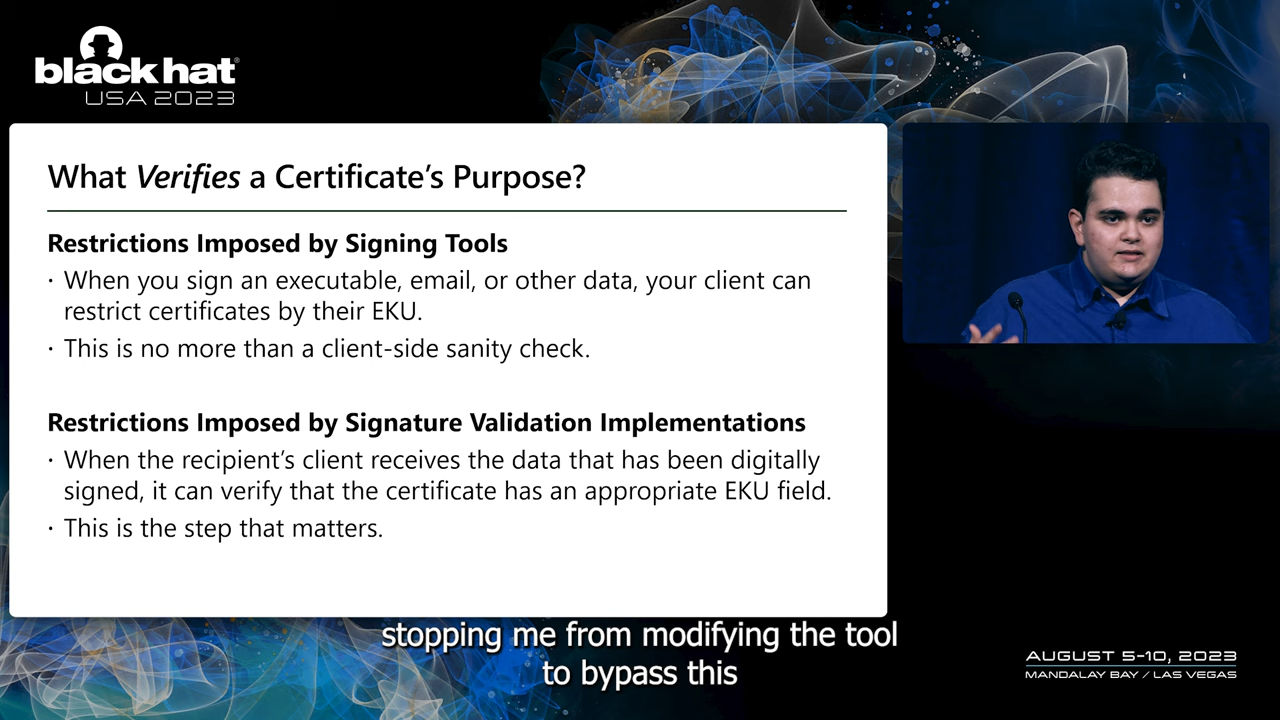 black hat®
USA 2023
What Verifies a Certificate's Purpose?
Restrictions Imposed by Signing Tools
· When you sign an executable, email, or other data, your client can
restrict certificates by their EKU.
· This is no more than a client-side sanity check.
Restrictions Imposed by Signature Validation Implementations
· When the recipient's client receives the data that has been digitally
signed, it can verify that the certificate has an appropriate EKU field.
· This is the step that matters.
stopping me from modifying the tool
to bypass this
AUGUST 5-10, 2023
MANDALAY BAY / LAS VEGAS